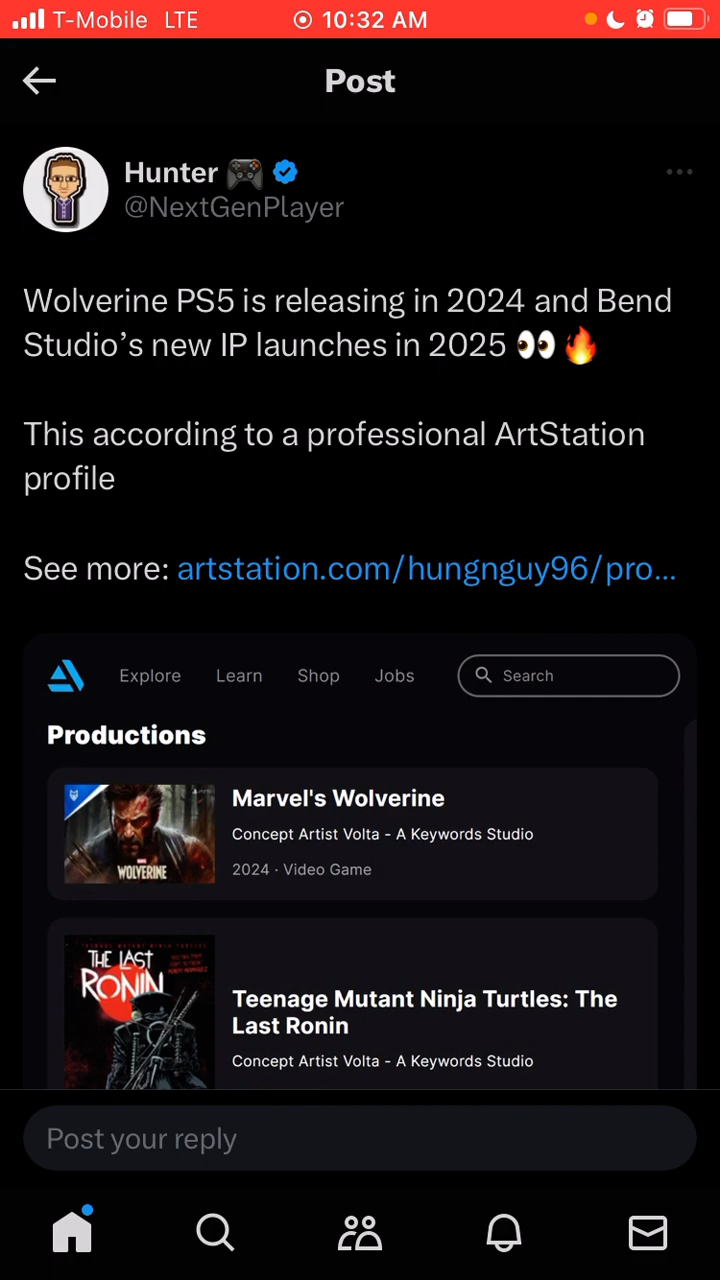 T-Mobile LTE 10:32 AM
Post
Hunter 🎮
@NextGenPlayer
Wolverine PS5 is releasing in 2024 and Bend
Studio’s new IP launches in 2025 👀🔥
This according to a professional ArtStation
profile
See more: artstation.com/hungnguy96/pro...
Explore Learn Shop Jobs Search
Productions
Marvel's Wolverine
Concept Artist Volta - A Keywords Studio
2024 · Video Game
WOLVERINE
THE LAST
RONIN
Teenage Mutant Ninja Turtles: The
Last Ronin
Concept Artist Volta - A Keywords Studio
Post your reply